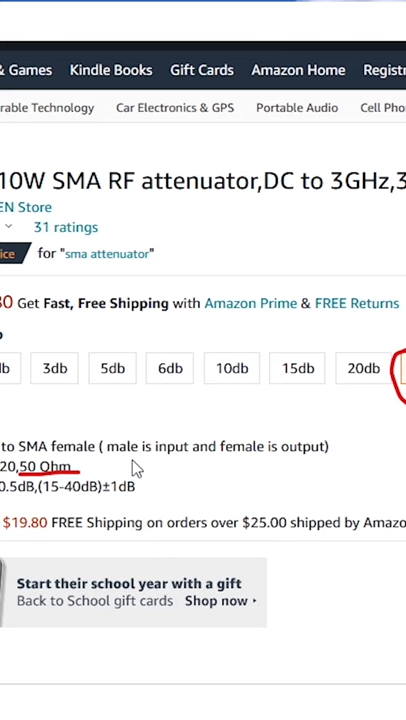 & Games Kindle Books Gift Cards Amazon Home Registr
rable Technology Car Electronics & GPS Portable Audio Cell Pho
10W SMA RF attenuator,DC to 3GHz,3
EN Store
31 ratings
ice for "sma attenuator"
80 Get Fast, Free Shipping with Amazon Prime & FREE Returns
b
lb 3db 5db 6db 10db 15db 20db
to SMA female ( male is input and female is output)
20,50 Ohm
0.5dB,(15-40dB)±1dB
$19.80 FREE Shipping on orders over $25.00 shipped by Amazo
Start their school year with a gift
Back to School gift cards Shop now